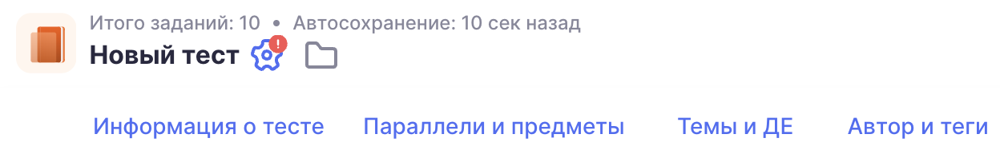 Итого заданий: 10 • Автосохранение: 10 сек назад
Новый тест !
Информация о тесте Параллели и предметы Темы и ДЕ Автор и теги